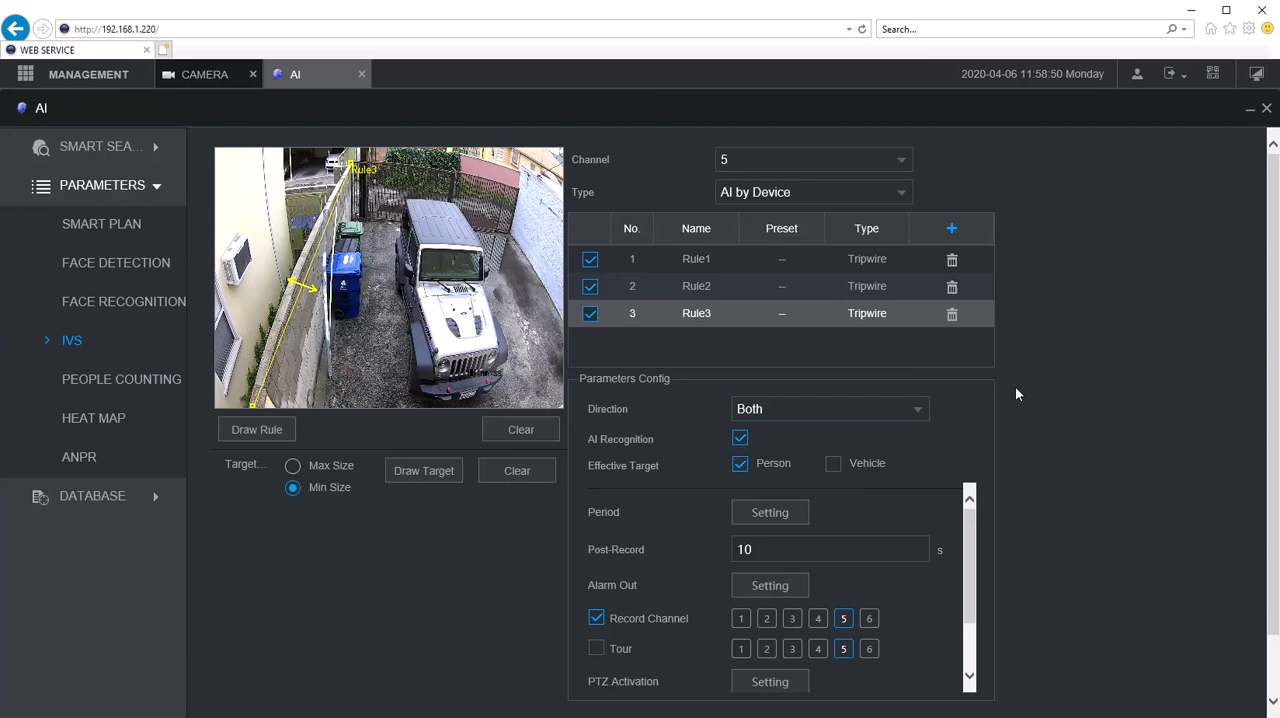 http://192.168.1.220/
Search...
WEB SERVICE
MANAGEMENT
CAMERA
AI
2020-04-06 11:58:50 Monday
AI
SMART SEA...
PARAMETERS
SMART PLAN
FACE DETECTION
FACE RECOGNITION
IVS
PEOPLE COUNTING
HEAT MAP
ANPR
DATABASE
Rule3
Draw Rule
Clear
Target...
Max Size
Min Size
Draw Target
Clear
Channel
5
Type
AI by Device
No. Name Preset Type
1 Rule1 -- Tripwire
2 Rule2 -- Tripwire
3 Rule3 -- Tripwire
Parameters Config
Direction
Both
AI Recognition
Effective Target
Person
Vehicle
Period
Setting
Post-Record
10
s
Alarm Out
Setting
Record Channel
1 2 3 4 5 6
Tour
1 2 3 4 5 6
PTZ Activation
Setting